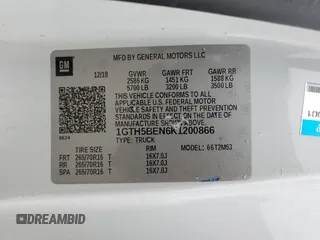 GM
MFD BY GENERAL MOTORS LLC
12/18 GVWR GAWR FRT GAWR RR
2585 KG 1451 KG 1588 KG
5700 LB 3200 LB 3500 LB
THIS VEHICLE CONFORMS TO ALL
APPLICABLE U.S. FEDERAL MOTOR
VEHICLE SAFETY AND THEFT PREVENTION
STANDARDS IN EFFECT ON THE DATE OF
MANUFACTURE SHOWN ABOVE.
1GTH5BEN6K1200866
TYPE: TRUCK
TIRE SIZE RIM MODEL: 66T2M53
FRT 265/70R16 T 16X7.0J
RR 265/70R16 T 16X7.0J
SPA 265/70R16 T 16X7.0J
AUTOBIDMASTER